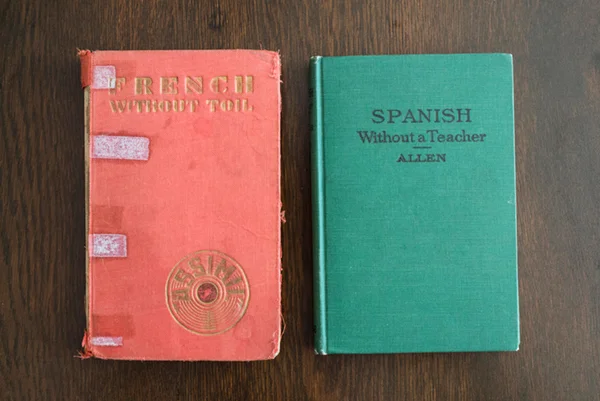 FRENCH
WITHOUT TOIL
ASSIMIL
SPANISH
Without a Teacher
ALLEN